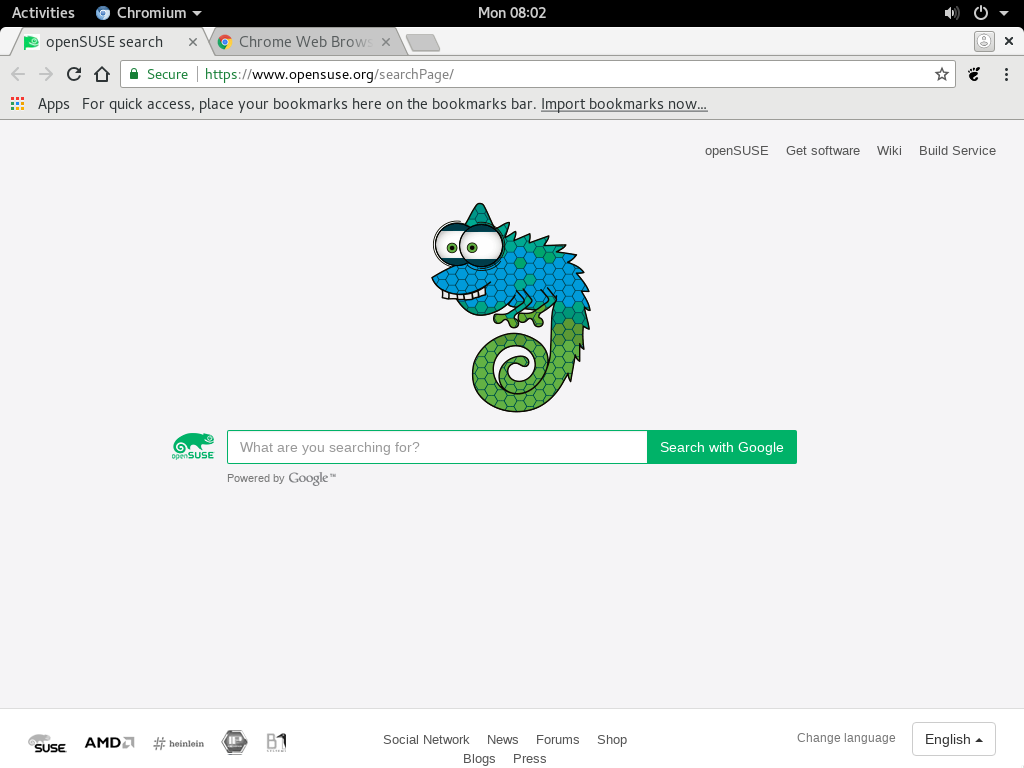 Activities Chromium Mon 08:02
openSUSE search Chrome Web Brows
Secure https://www.opensuse.org/searchPage/
Apps For quick access, place your bookmarks here on the bookmarks bar. Import bookmarks now...
openSUSE Get software Wiki Build Service
openSUSE What are you searching for? Search with Google
Powered by Google™
SUSE AMD # heinlein B1 Social Network News Forums Shop Change language English
Blogs Press